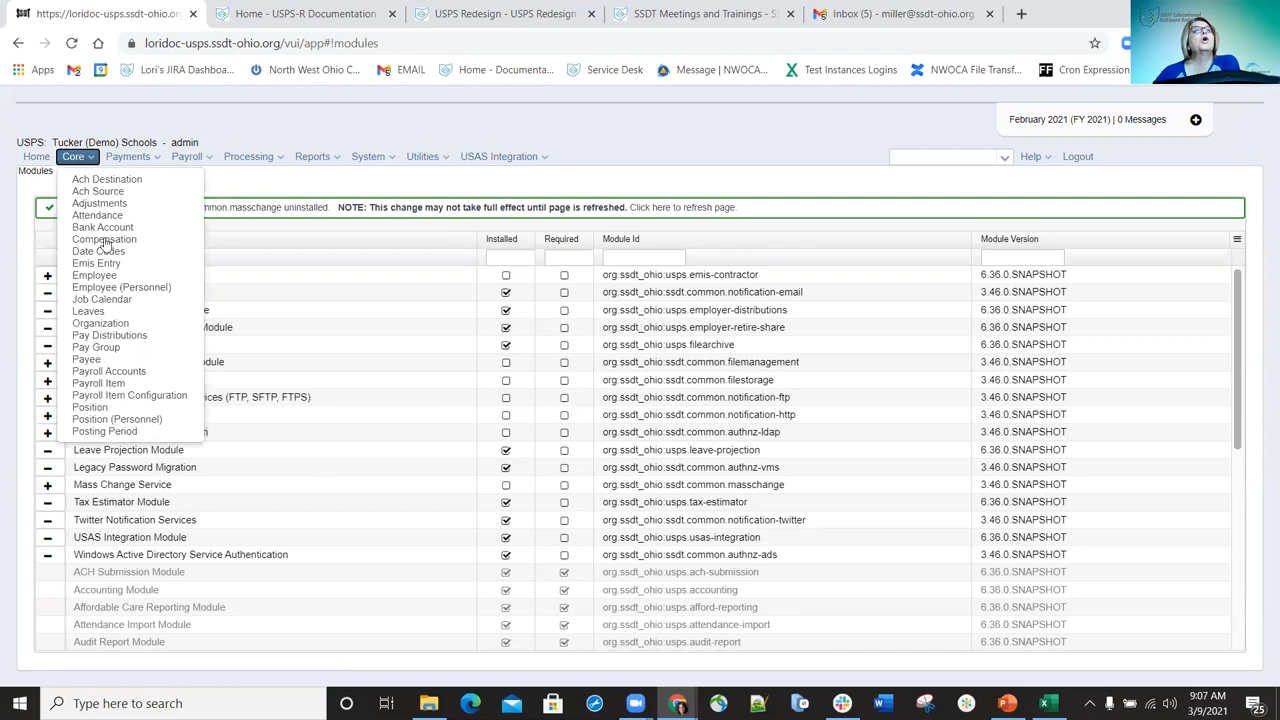 loridoc-usps.ssdt-ohio.org/vui/a
Home - USPS-R Documentation
USPS Redesign - USPS Redesign
SSDT Meetings and Trainings - S
Inbox (5) - miller@ssdt-ohio.org
loridoc-usps.ssdt-ohio.org/vui/app#!modules
Apps
Lori's JIRA Dashboa...
North West Ohio C...
EMAIL
Home - Documenta...
Service Desk
Message | NWOCA...
Test Instances Logins
NWOCA File Transf...
Cron Expression
February 2021 (FY 2021) | 0 Messages
USPS: Tucker (Demo) Schools - admin
Home Core Payments Payroll Processing Reports System Utilities USAS Integration Help Logout
Modules
Ach Destination
Ach Source
Adjustments
Attendance
Bank Account
Compensation
Date Codes
Emis Entry
Employee
Employee (Personnel)
Job Calendar
Leaves
Organization
Pay Distributions
Pay Group
Payee
Payroll Accounts
Payroll Item
Payroll Item Configuration
Position
Position (Personnel)
Posting Period
common masschange uninstalled. NOTE: This change may not take full effect until page is refreshed. Click here to refresh page.
Installed Required Module Id Module Version
org.ssdt_ohio:usps.emis-contractor 6.36.0.SNAPSHOT
org.ssdt_ohio:ssdt.common.notification-email 3.46.0.SNAPSHOT
org.ssdt_ohio:usps.employer-distributions 6.36.0.SNAPSHOT
Module org.ssdt_ohio:usps.employer-retire-share 6.36.0.SNAPSHOT
org.ssdt_ohio:usps.filearchive 6.36.0.SNAPSHOT
dule org.ssdt_ohio:ssdt.common.filemanagement 3.46.0.SNAPSHOT
org.ssdt_ohio:ssdt.common.filestorage 3.46.0.SNAPSHOT
ices (FTP, SFTP, FTPS) org.ssdt_ohio:ssdt.common.notification-ftp 3.46.0.SNAPSHOT
org.ssdt_ohio:ssdt.common.notification-http 3.46.0.SNAPSHOT
org.ssdt_ohio:ssdt.common.authnz-ldap 3.46.0.SNAPSHOT
Leave Projection Module org.ssdt_ohio:usps.leave-projection 6.36.0.SNAPSHOT
Legacy Password Migration org.ssdt_ohio:ssdt.common.authnz-vms 3.46.0.SNAPSHOT
Mass Change Service org.ssdt_ohio:ssdt.common.masschange 3.46.0.SNAPSHOT
Tax Estimator Module org.ssdt_ohio:usps.tax-estimator 6.36.0.SNAPSHOT
Twitter Notification Services org.ssdt_ohio:ssdt.common.notification-twitter 3.46.0.SNAPSHOT
USAS Integration Module org.ssdt_ohio:usps.usas-integration 6.36.0.SNAPSHOT
Windows Active Directory Service Authentication org.ssdt_ohio:ssdt.common.authnz-ads 3.46.0.SNAPSHOT
ACH Submission Module org.ssdt_ohio:usps.ach-submission 6.36.0.SNAPSHOT
Accounting Module org.ssdt_ohio:usps.accounting 6.36.0.SNAPSHOT
Affordable Care Reporting Module org.ssdt_ohio:usps.afford-reporting 6.36.0.SNAPSHOT
Attendance Import Module org.ssdt_ohio:usps.attendance-import 6.36.0.SNAPSHOT
Audit Report Module org.ssdt_ohio:usps.audit-report 6.36.0.SNAPSHOT
Type here to search
9:07 AM
3/9/2021
25